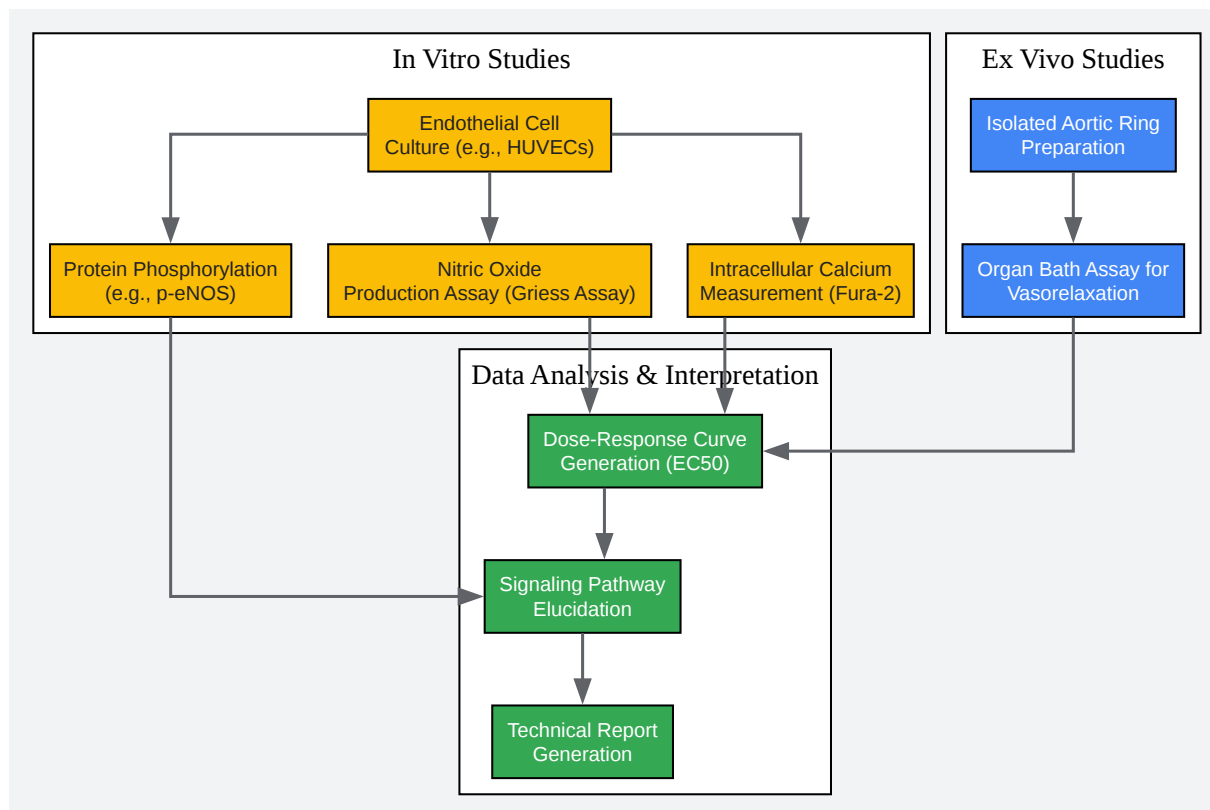 In Vitro Studies
Endothelial Cell
Culture (e.g., HUVECs)
Protein Phosphorylation
(e.g., p-eNOS)
Nitric Oxide
Production Assay (Griess Assay)
Intracellular Calcium
Measurement (Fura-2)
Ex Vivo Studies
Isolated Aortic Ring
Preparation
Organ Bath Assay for
Vasorelaxation
Data Analysis & Interpretation
Dose-Response Curve
Generation (EC50)
Signaling Pathway
Elucidation
Technical Report
Generation